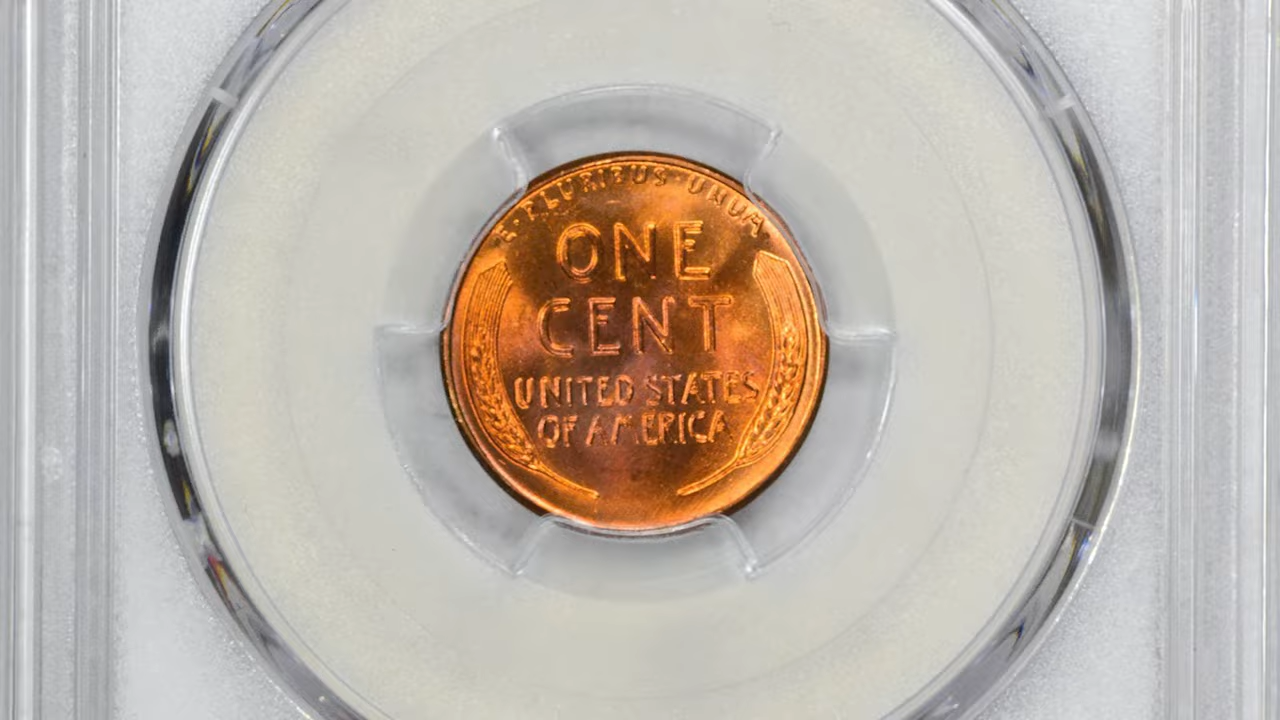 E·PLURIBUS·UNUM
ONE
CENT
UNITED STATES
OF AMERICA